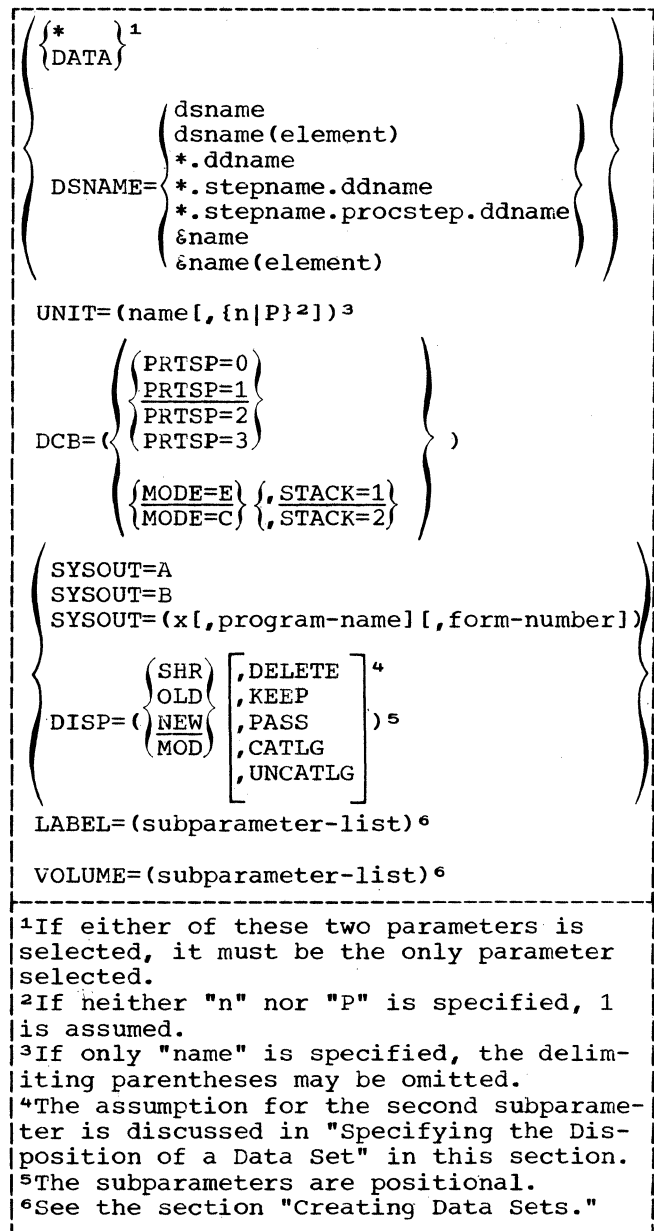 {*
DATA}1
DSNAME={dsname
dsname(element)
*.ddname
*.stepname.ddname
*.stepname.procstep.ddname
&name
&name(element)}
UNIT=(name[,{n|P}2])3
DCB=({PRTSP=0
PRTSP=1
PRTSP=2
PRTSP=3}
{MODE=E
MODE=C} {,STACK=1
,STACK=2})
SYSOUT=A
SYSOUT=B
SYSOUT=(x[,program-name][,form-number])
DISP=({SHR
OLD
NEW
MOD} [,DELETE
,KEEP
,PASS
,CATLG
,UNCATLG]4)5
LABEL=(subparameter-list)6
VOLUME=(subparameter-list)6
1If either of these two parameters is
selected, it must be the only parameter
selected.
2If neither "n" nor "P" is specified, 1
is assumed.
3If only "name" is specified, the delim-
iting parentheses may be omitted.
4The assumption for the second subparame-
ter is discussed in "Specifying the Dis-
position of a Data Set" in this section.
5The subparameters are positional.
6See the section "Creating Data Sets."